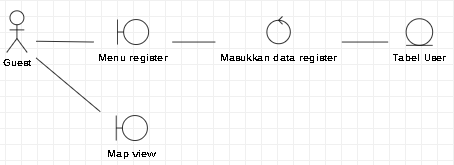 Guest
Menu register
Masukkan data register
Tabel User
Map view